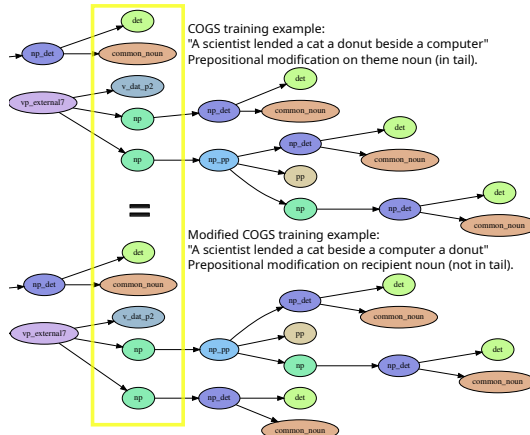 det
COGS training example:
"A scientist lended a cat a donut beside a computer"
Prepositional modification on theme noun (in tail).
np_det
common_noun
v_dat_p2
det
vp_external7
np
np_det
common_noun
det
np_det
common_noun
np
np_pp
pp
det
np
np_det
common_noun
=
Modified COGS training example:
"A scientist lended a cat beside a computer a donut"
Prepositional modification on recipient noun (not in tail).
det
np_det
common_noun
det
np_det
common_noun
v_dat_p2
vp_external7
pp
np
np_pp
det
np
np_det
common_noun
np
np_det
det
common_noun